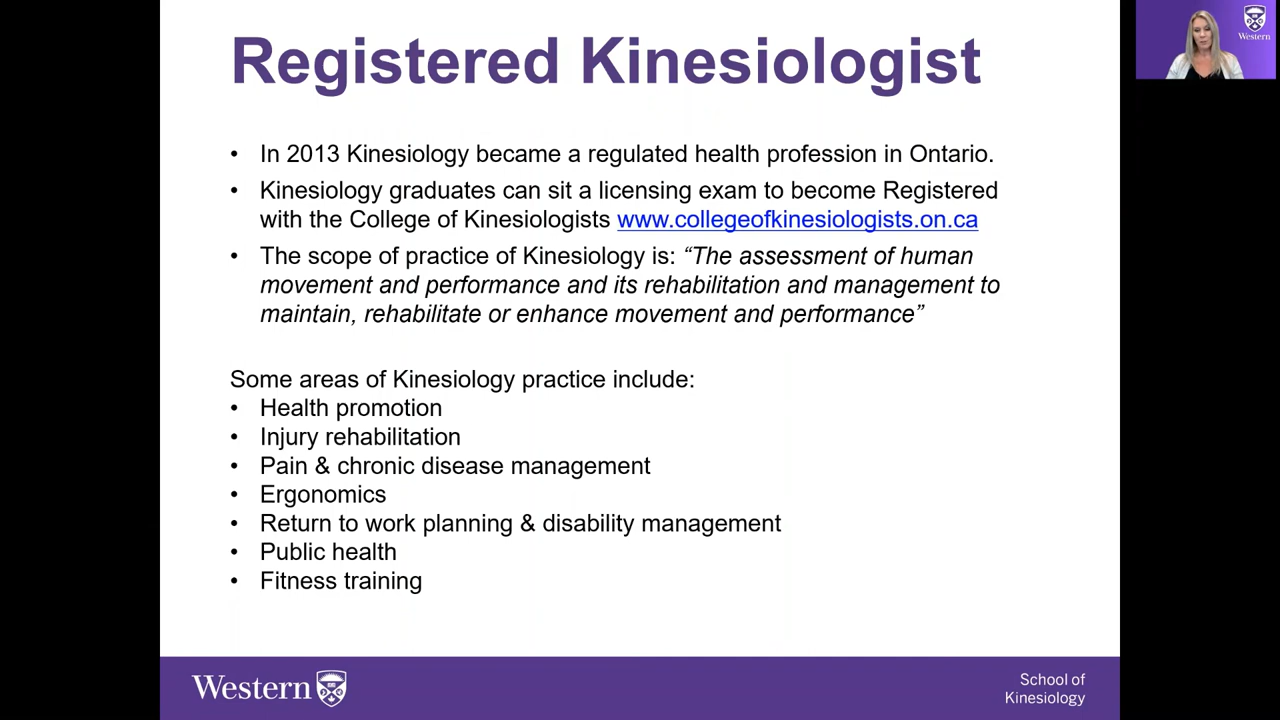 Registered Kinesiologist
Western
• In 2013 Kinesiology became a regulated health profession in Ontario.
• Kinesiology graduates can sit a licensing exam to become Registered
with the College of Kinesiologists www.collegeofkinesiologists.on.ca
• The scope of practice of Kinesiology is: “The assessment of human
movement and performance and its rehabilitation and management to
maintain, rehabilitate or enhance movement and performance”
Some areas of Kinesiology practice include:
• Health promotion
• Injury rehabilitation
• Pain & chronic disease management
• Ergonomics
• Return to work planning & disability management
• Public health
• Fitness training
Western
School of
Kinesiology